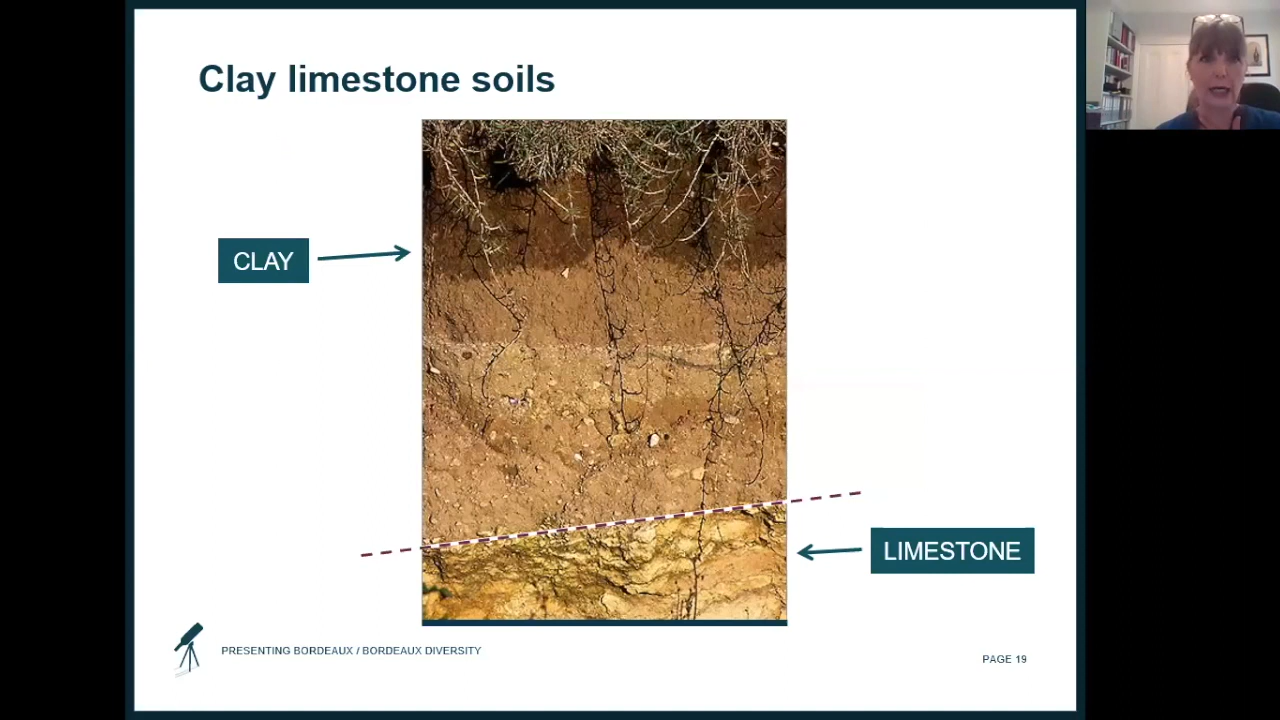 Clay limestone soils
CLAY
LIMESTONE
PRESENTING BORDEAUX / BORDEAUX DIVERSITY
PAGE 19